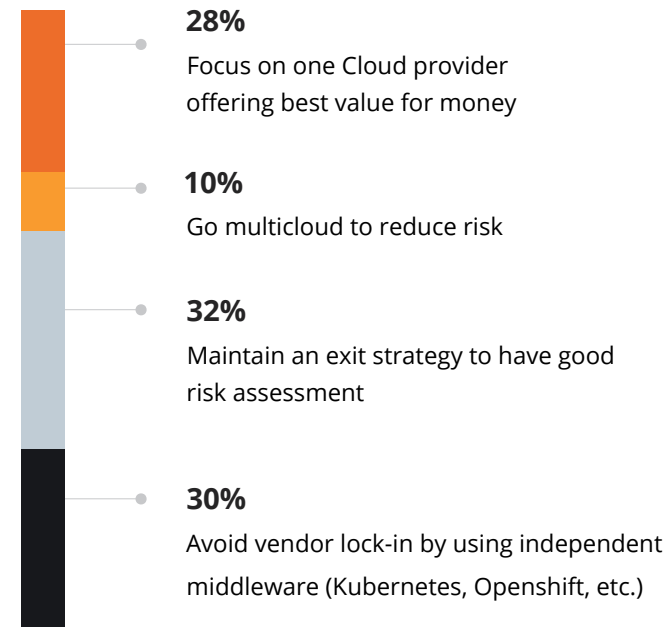 28%
Focus on one Cloud provider
offering best value for money
10%
Go multicloud to reduce risk
32%
Maintain an exit strategy to have good
risk assessment
30%
Avoid vendor lock-in by using independent
middleware (Kubernetes, Openshift, etc.)